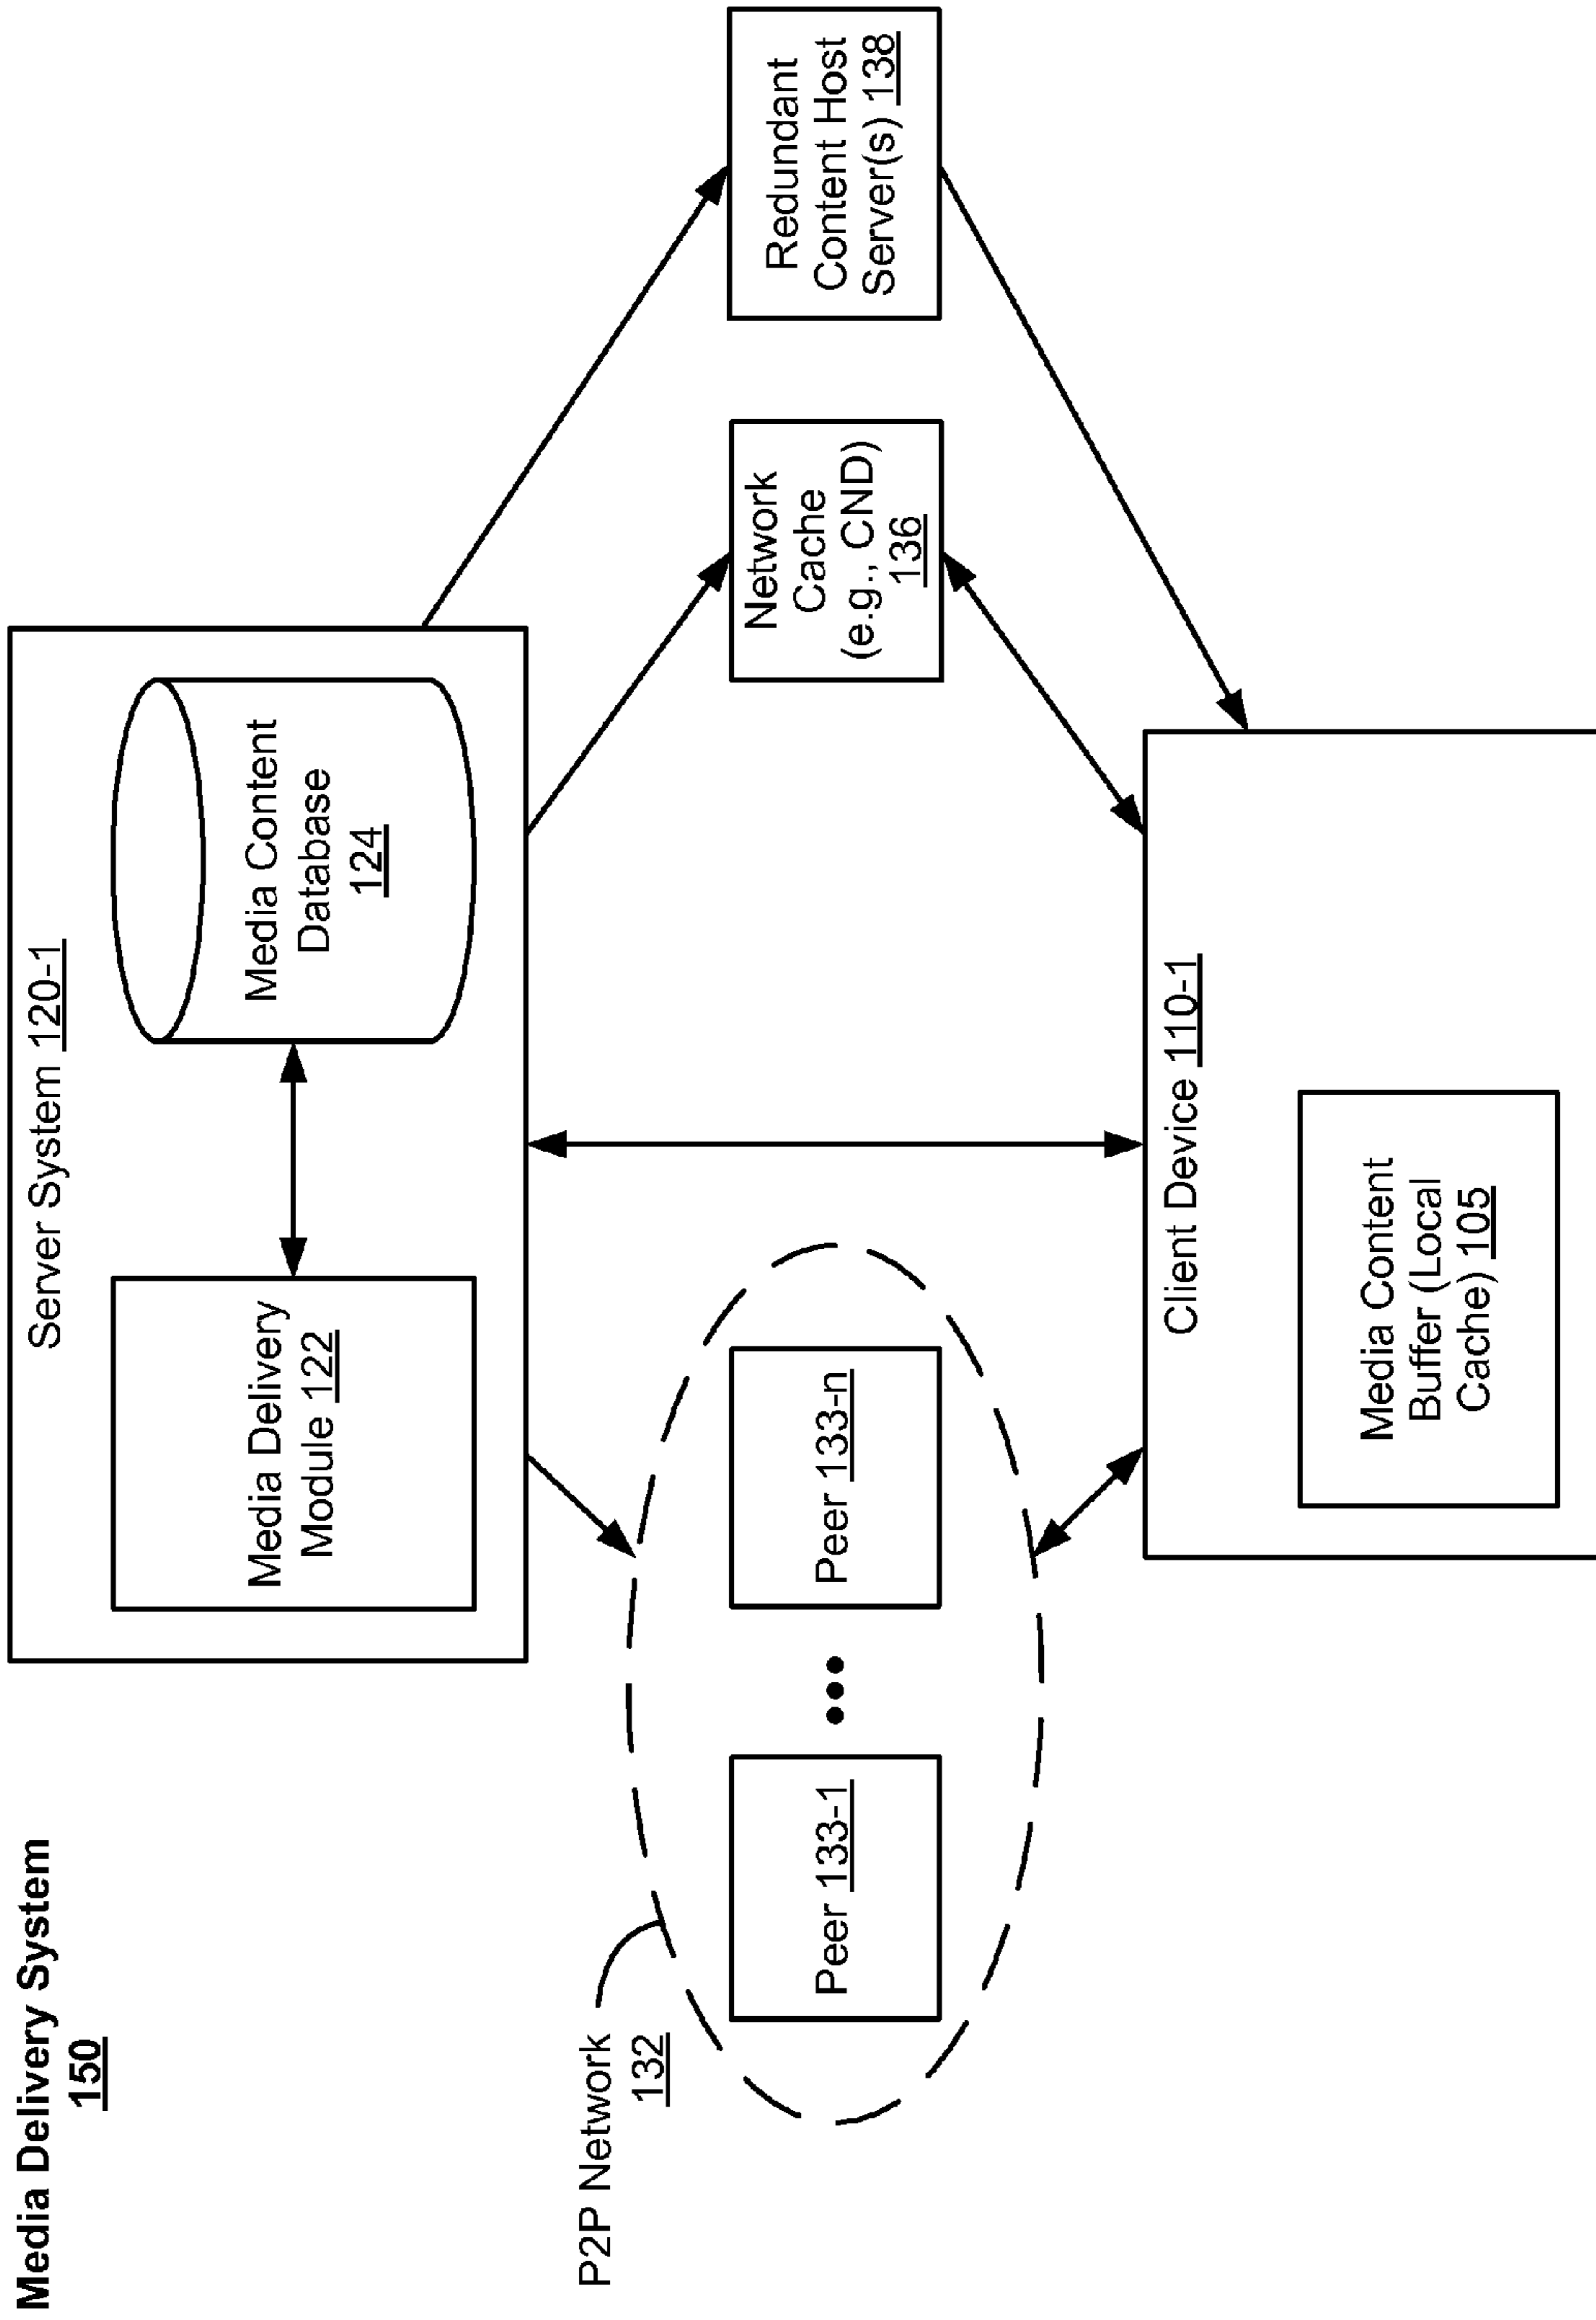 Media Delivery System
150
Server System 120-1
Media Delivery
Module 122
Media Content
Database
124
P2P Network
132
Peer 133-1
Peer 133-n
Network
Cache
(e.g., CND)
136
Redundant
Content Host
Server(s) 138
Client Device 110-1
Media Content
Buffer (Local
Cache) 105